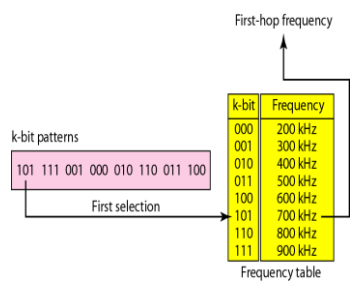 First-hop frequency
k-bit Frequency
000 200 kHz
001 300 kHz
010 400 kHz
011 500 kHz
100 600 kHz
101 700 kHz
110 800 kHz
111 900 kHz
Frequency table
k-bit patterns
101 111 001 000 010 110 011 100
First selection